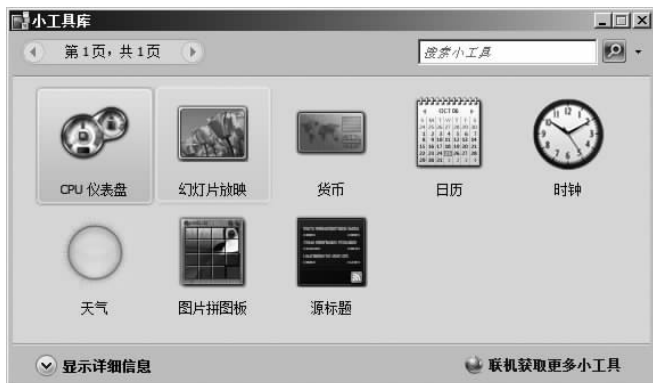 小工具库
第1页，共1页
搜索小工具
OCT 06
CPU 仪表盘
幻灯片放映
货币
日历
时钟
天气
图片拼图板
源标题
显示详细信息
联机获取更多小工具